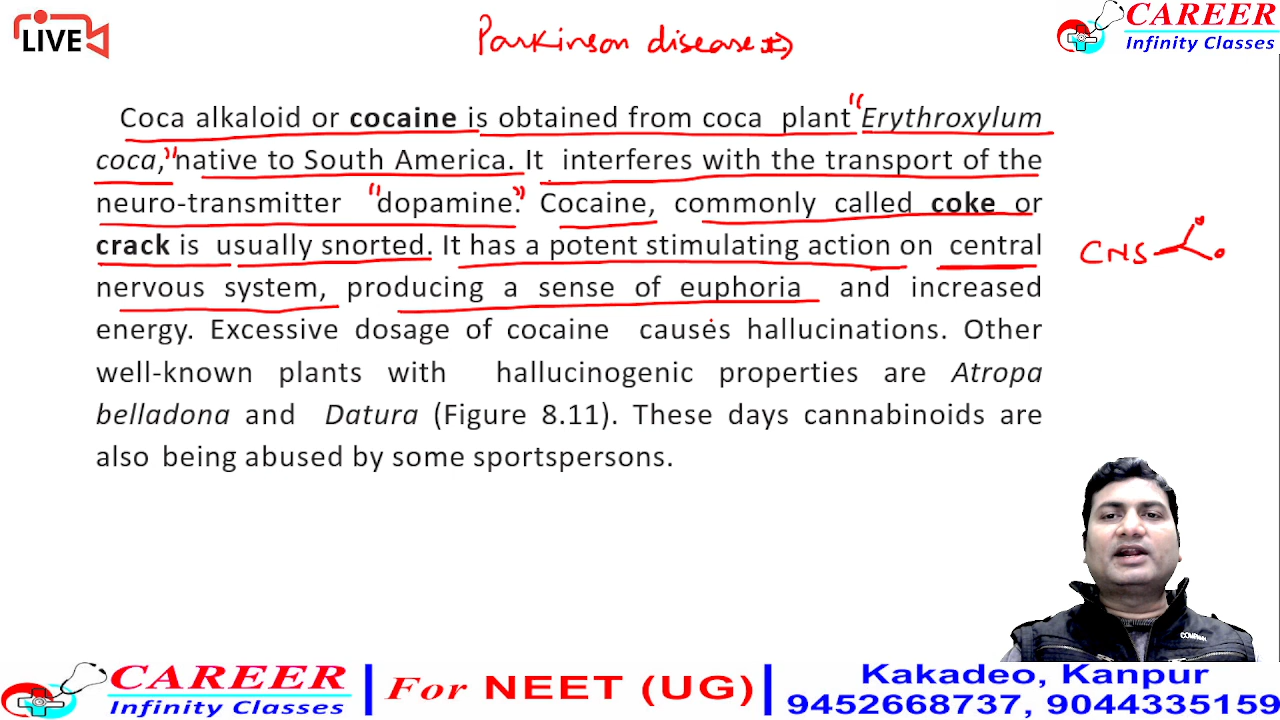 LIVE
Parkinson disease
CAREER
Infinity Classes
Coca alkaloid or cocaine is obtained from coca plant "Erythroxylum
coca," native to South America. It interferes with the transport of the
neuro-transmitter "dopamine." Cocaine, commonly called coke or
crack is usually snorted. It has a potent stimulating action on central
CNS
nervous system, producing a sense of euphoria and increased
energy. Excessive dosage of cocaine causes hallucinations. Other
well-known plants with hallucinogenic properties are Atropa
belladona and Datura (Figure 8.11). These days cannabinoids are
also being abused by some sportspersons.
CAREER
Infinity Classes
For NEET (UG)
Kakadeo, Kanpur
9452668737, 9044335159